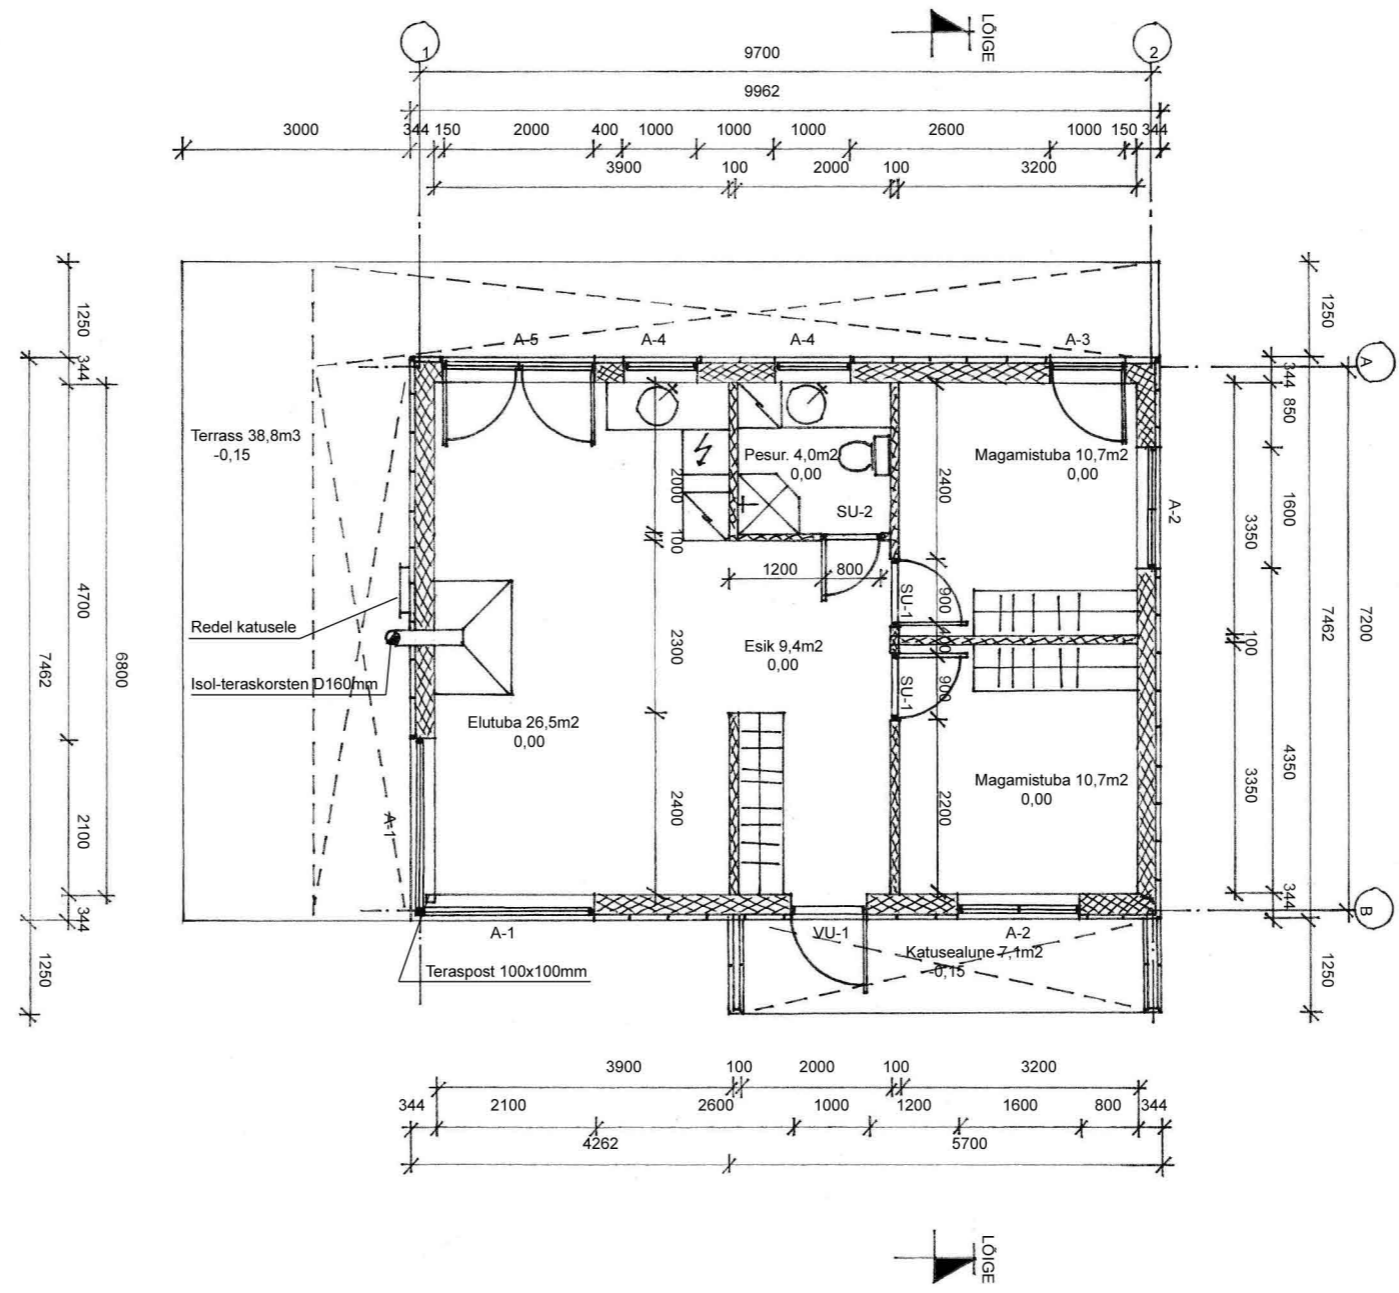 LÕIGE
1
2
9700
9962
3000
344 150 2000 400 1000 1000 1000 2600 1000 150 344
3900 100 2000 100 3200
1250
344
4700
2100
344
1250
7462
6800
1250
344
850
1600
4350
344
1250
3350
100
3350
7462
7200
A
B
A-5
A-4
A-4
A-3
Terrass 38,8m3
-0,15
Pesur. 4,0m2
0,00
Magamistuba 10,7m2
0,00
A-2
SU-2
2000
100
2300
2400
2400
900
400
900
2200
1200 800
SU-1
SU-1
Redel katusele
Isol-teraskorsten D160mm
Esik 9,4m2
0,00
Elutuba 26,5m2
0,00
Magamistuba 10,7m2
0,00
A-1
A-1
VU-1
A-2
Katusealune 7,1m2
-0,15
Teraspost 100x100mm
3900 100 2000 100 3200
344 2100 2600 1000 1200 1600 800 344
4262 5700
LÕIGE